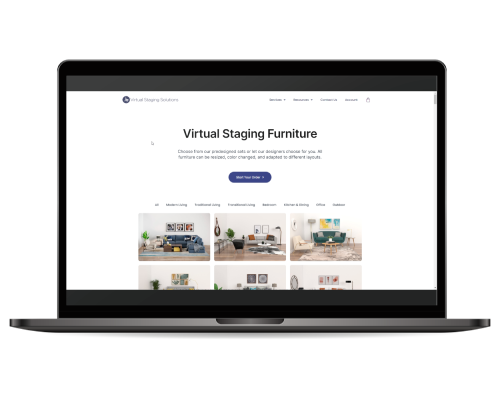 Virtual Staging Solutions
Services Resources Contact Us Account
Virtual Staging Furniture
Choose from our predesigned sets or let our designers choose for you. All
furniture can be resized, color changed, and adapted to different layouts.
Start Your Order
All Modern Living Traditional Living Transitional Living Bedroom Kitchen & Dining Office Outdoor